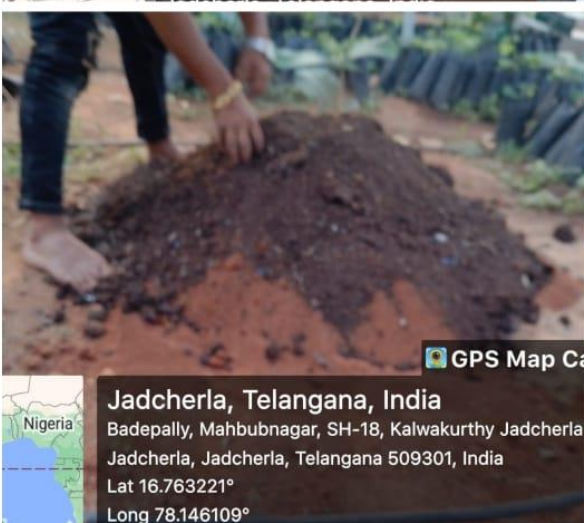 GPS Map Ca
Nigeria
Jadcherla, Telangana, India
Badepally, Mahbubnagar, SH-18, Kalwakurthy Jadcherla
Jadcherla, Jadcherla, Telangana 509301, India
Lat 16.763221°
Long 78.146109°